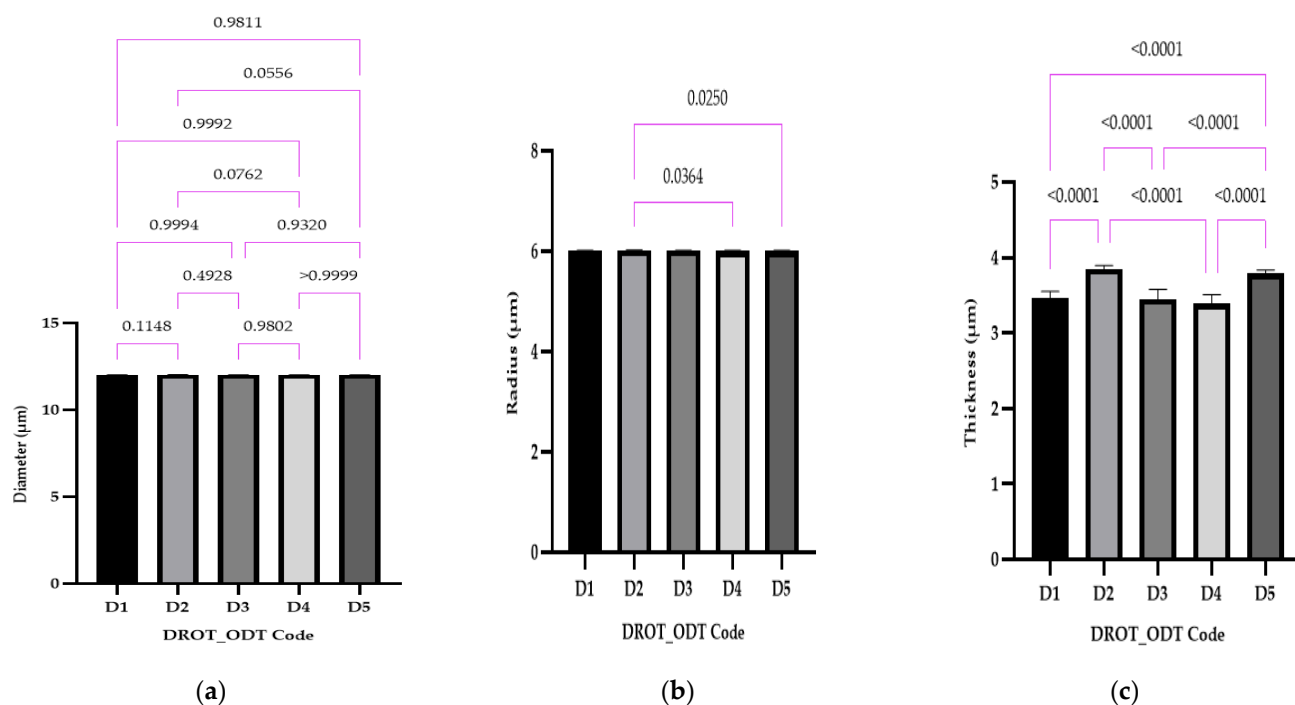 0.9811
0.0556
0.9992
0.0762
0.9994 0.9320
0.4928 >0.9999
0.1148 0.9802
15
10
5
0
Diameter (µm)
D1 D2 D3 D4 D5
DROT_ODT Code
(a)
0.0250
0.0364
8
6
4
2
0
Radius (µm)
D1 D2 D3 D4 D5
DROT_ODT Code
(b)
<0.0001
<0.0001 <0.0001
<0.0001 <0.0001 <0.0001
5
4
3
2
1
0
Thickness (µm)
D1 D2 D3 D4 D5
DROT_ODT Code
(c)